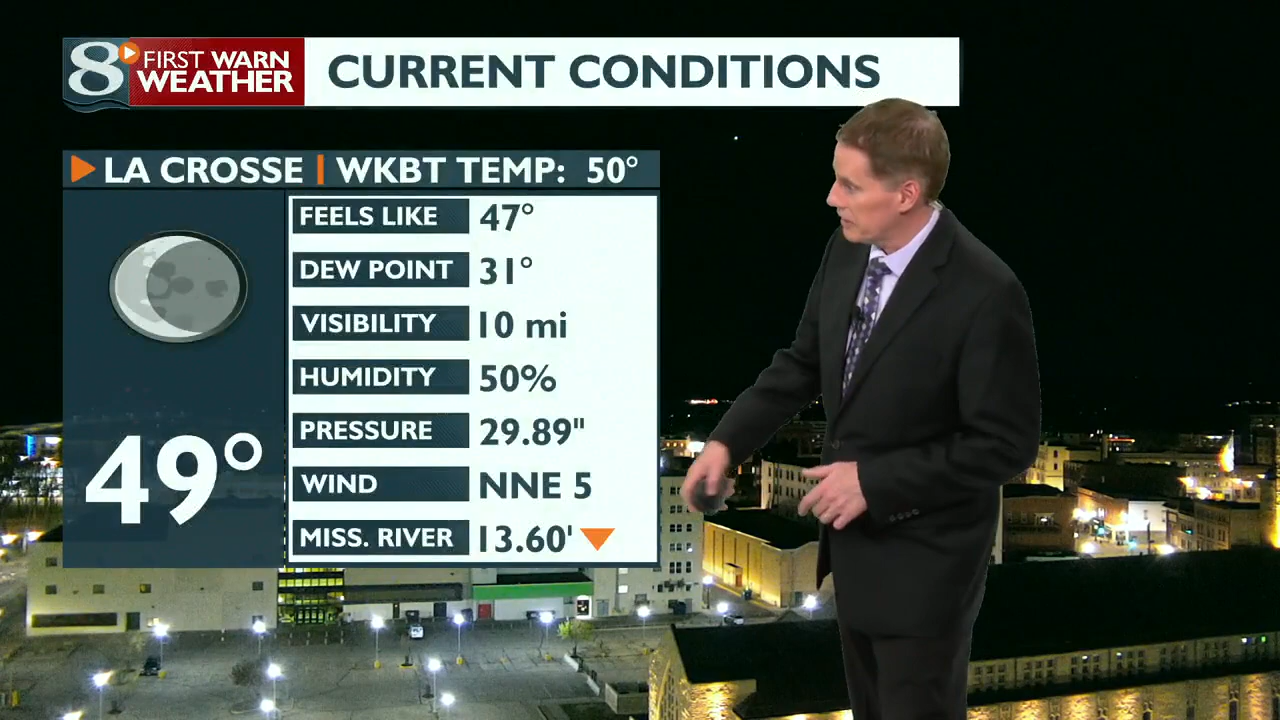 8 FIRST WARN
WEATHER
CURRENT CONDITIONS
LA CROSSE | WKBT TEMP: 50°
FEELS LIKE 47°
DEW POINT 31°
VISIBILITY 10 mi
HUMIDITY 50%
PRESSURE 29.89"
WIND NNE 5
MISS. RIVER 13.60'
49°